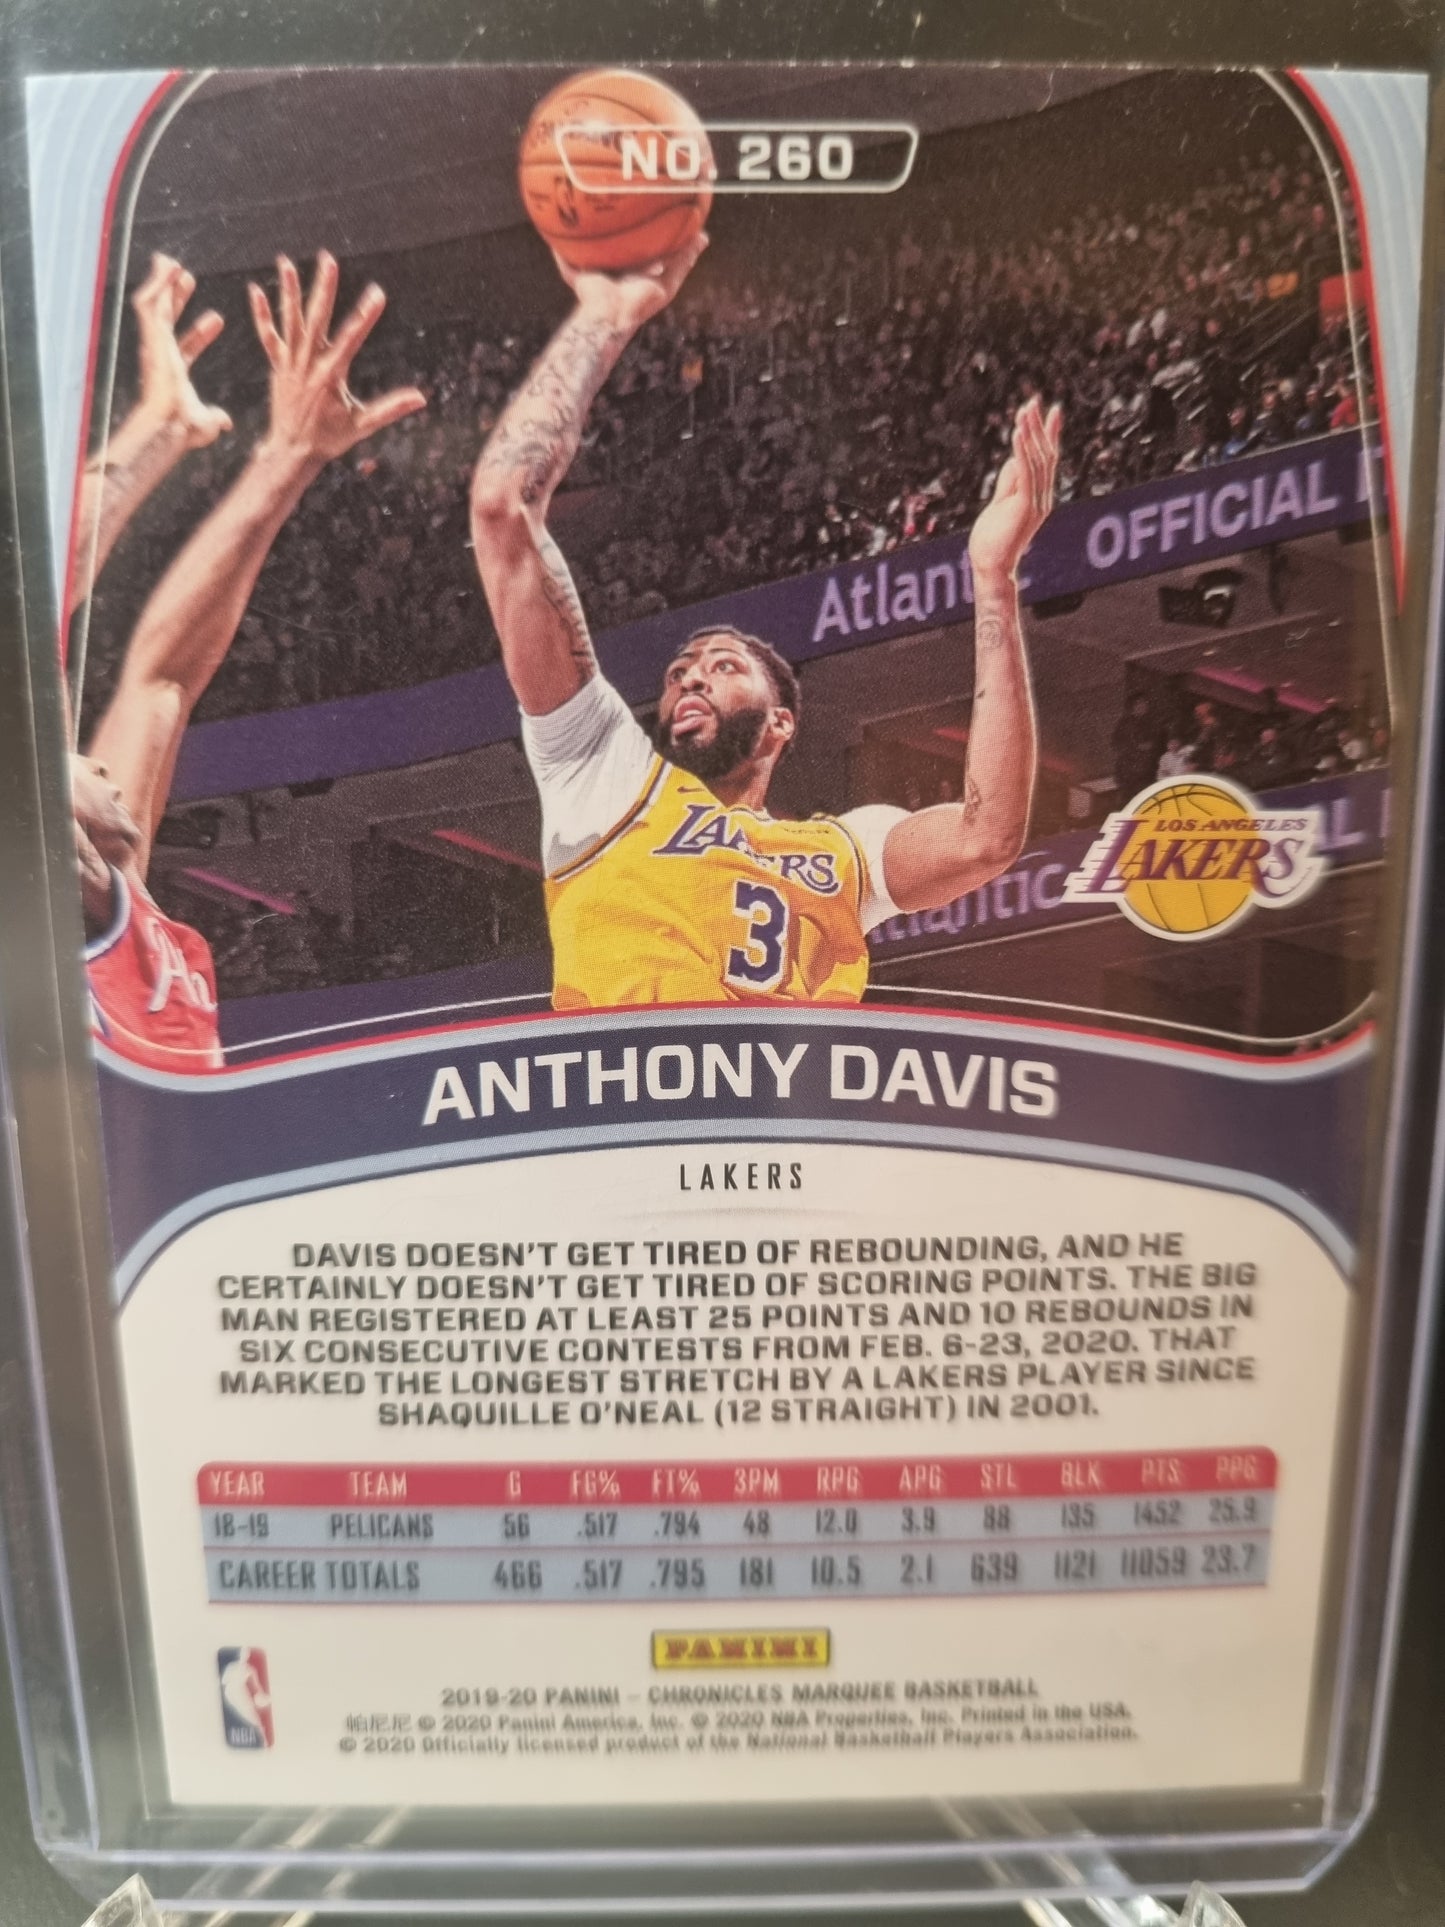 NO. 260
OFFICIAL
Atlantic
LAKERS
3
LOS ANGELES
LAKERS
Atlantic
ANTHONY DAVIS
LAKERS
DAVIS DOESN'T GET TIRED OF REBOUNDING, AND HE
CERTAINLY DOESN'T GET TIRED OF SCORING POINTS. THE BIG
MAN REGISTERED AT LEAST 25 POINTS AND 10 REBOUNDS IN
SIX CONSECUTIVE CONTESTS FROM FEB. 6-23, 2020. THAT
MARKED THE LONGEST STRETCH BY A LAKERS PLAYER SINCE
SHAQUILLE O'NEAL (12 STRAIGHT) IN 2001.
YEAR TEAM G FG% FT% 3PM RPG APG STL BLK PTS PPG
18-19 PELICANS 56 .517 .794 48 12.0 3.9 88 135 1452 25.9
CAREER TOTALS 466 .517 .795 181 10.5 2.1 639 1121 11059 23.7
PANINI
2019-20 PANINI – CHRONICLES MARQUEE BASKETBALL
帕尼尼 © 2020 Panini America, Inc. © 2020 NBA Properties, Inc. Printed in the USA.
© 2020 Officially licensed product of the National Basketball Players Association.
NBA